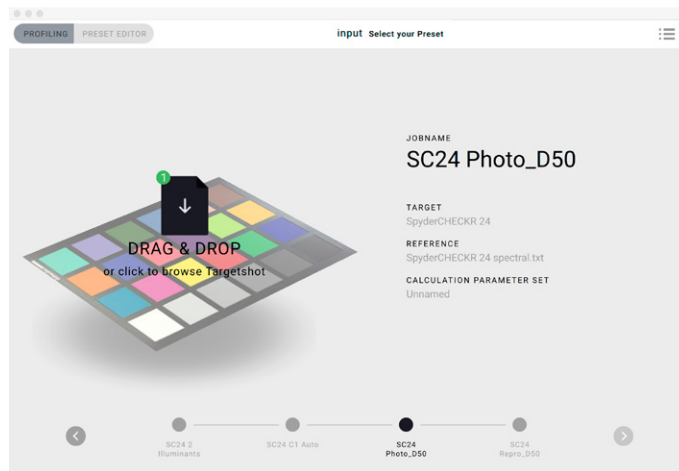 PROFILING PRESET EDITOR
input Select your Preset
JOBNAME
SC24 Photo_D50
TARGET
SpyderCHECKR 24
REFERENCE
SpyderCHECKR 24 spectral.txt
CALCULATION PARAMETER SET
Unnamed
1
DRAG & DROP
or click to browse Targetshot
SC24 2
Illuminants
SC24 C1 Auto
SC24
Photo_D50
SC24
Repro_D50